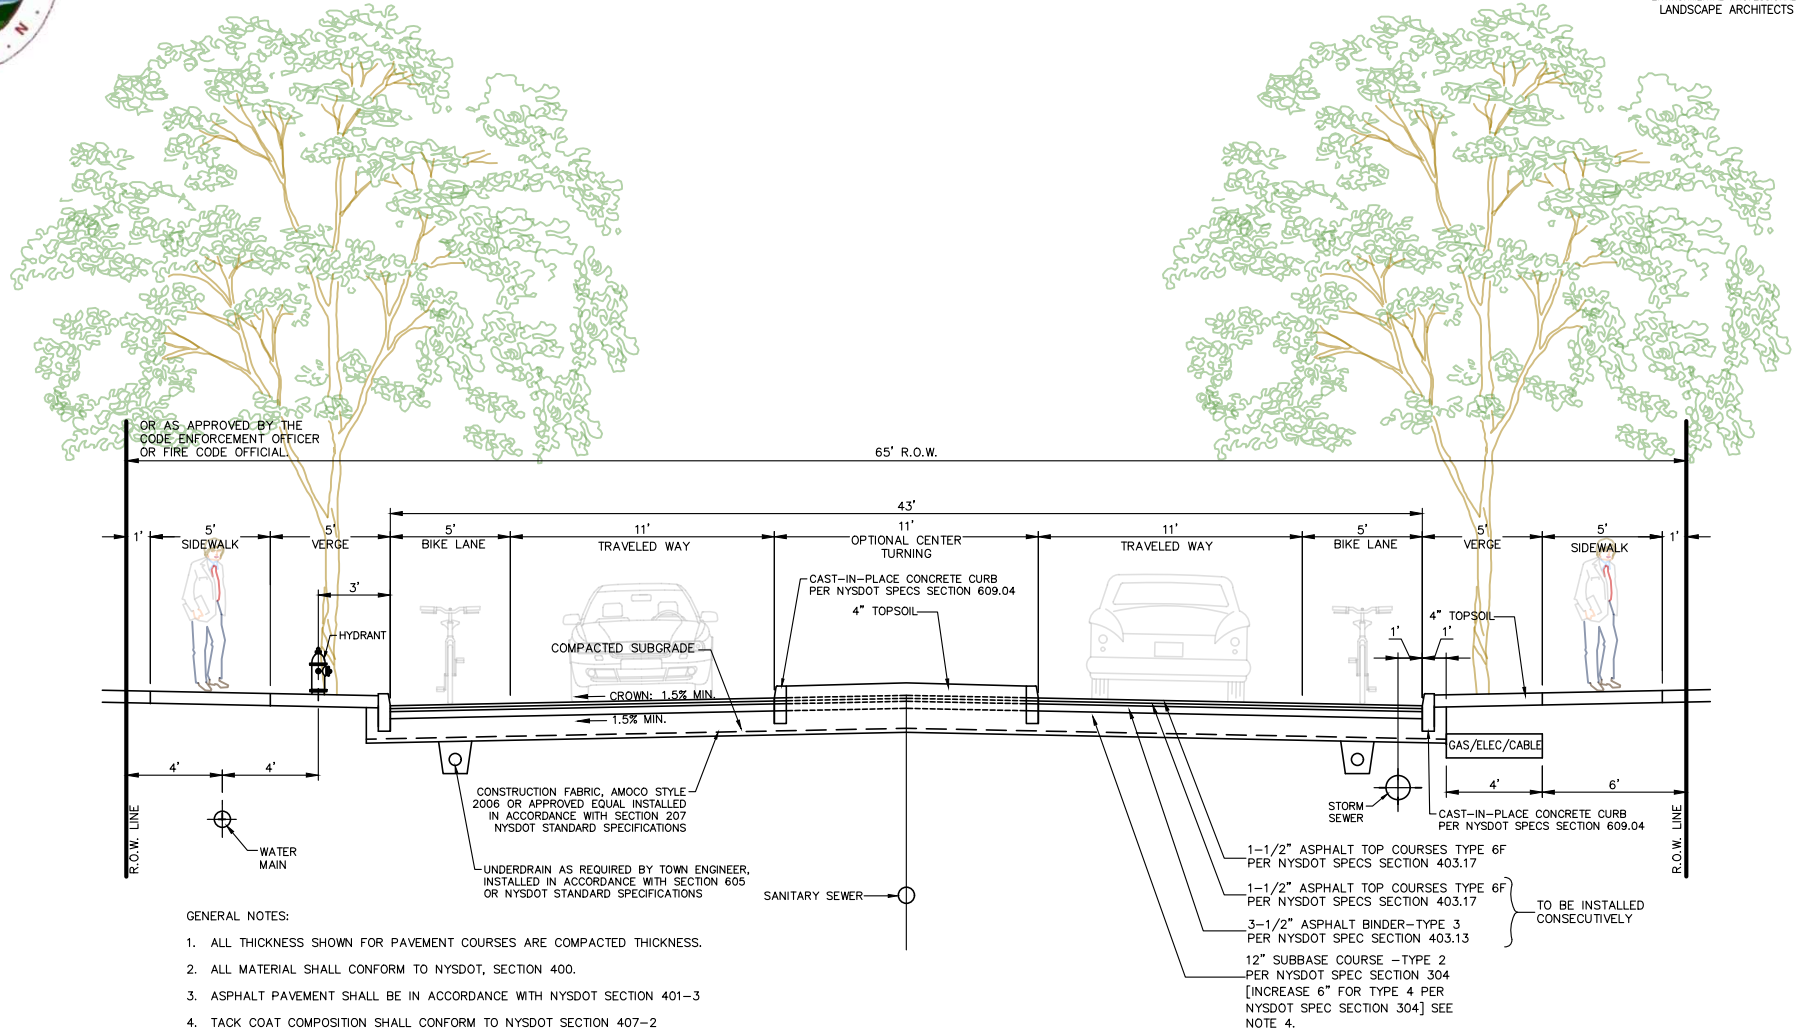 LANDSCAPE ARCHITECTS
N
OR AS APPROVED BY THE
CODE ENFORCEMENT OFFICER
OR FIRE CODE OFFICIAL.
65' R.O.W.
43'
1'
5'
SIDEWALK
5'
VERGE
5'
BIKE LANE
11'
TRAVELED WAY
11'
OPTIONAL CENTER
TURNING
11'
TRAVELED WAY
5'
BIKE LANE
5'
VERGE
5'
SIDEWALK
1'
3'
HYDRANT
CAST-IN-PLACE CONCRETE CURB
PER NYSDOT SPECS SECTION 609.04
4" TOPSOIL
COMPACTED SUBGRADE
1'
1'
4" TOPSOIL
CROWN: 1.5% MIN.
1.5% MIN.
GAS/ELEC/CABLE
4'
4'
4'
6'
R.O.W. LINE
WATER
MAIN
CONSTRUCTION FABRIC, AMOCO STYLE
2006 OR APPROVED EQUAL INSTALLED
IN ACCORDANCE WITH SECTION 207
NYSDOT STANDARD SPECIFICATIONS
STORM
SEWER
CAST-IN-PLACE CONCRETE CURB
PER NYSDOT SPECS SECTION 609.04
R.O.W. LINE
UNDERDRAIN AS REQUIRED BY TOWN ENGINEER,
INSTALLED IN ACCORDANCE WITH SECTION 605
OR NYSDOT STANDARD SPECIFICATIONS
SANITARY SEWER
1-1/2" ASPHALT TOP COURSES TYPE 6F
PER NYSDOT SPECS SECTION 403.17
1-1/2" ASPHALT TOP COURSES TYPE 6F
PER NYSDOT SPECS SECTION 403.17
3-1/2" ASPHALT BINDER-TYPE 3
PER NYSDOT SPEC SECTION 403.13
TO BE INSTALLED
CONSECUTIVELY
12" SUBBASE COURSE -TYPE 2
PER NYSDOT SPEC SECTION 304
[INCREASE 6" FOR TYPE 4 PER
NYSDOT SPEC SECTION 304] SEE
NOTE 4.
GENERAL NOTES:
1. ALL THICKNESS SHOWN FOR PAVEMENT COURSES ARE COMPACTED THICKNESS.
2. ALL MATERIAL SHALL CONFORM TO NYSDOT, SECTION 400.
3. ASPHALT PAVEMENT SHALL BE IN ACCORDANCE WITH NYSDOT SECTION 401-3
4. TACK COAT COMPOSITION SHALL CONFORM TO NYSDOT SECTION 407-2